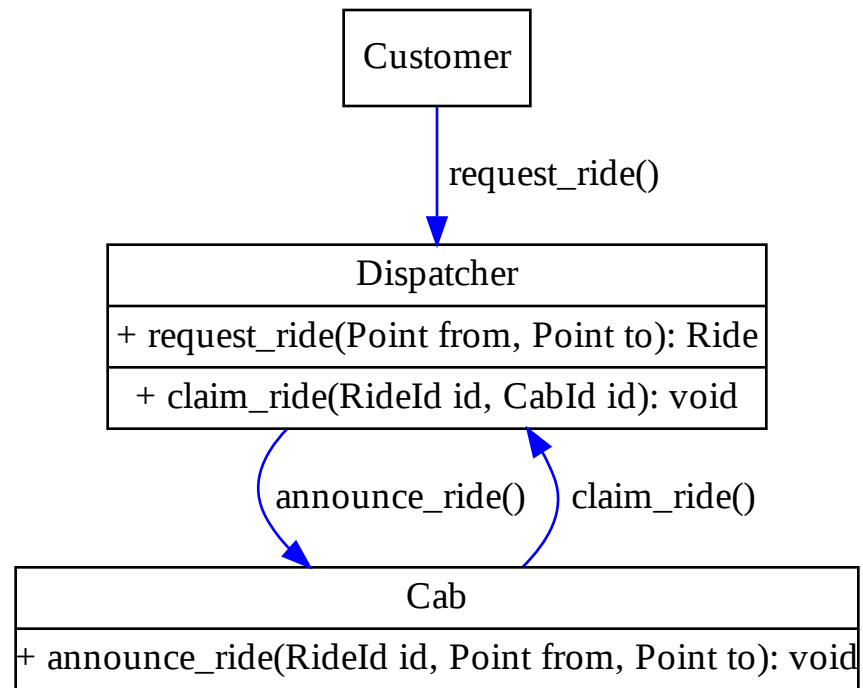 Customer
request_ride()
Dispatcher
+ request_ride(Point from, Point to): Ride
+ claim_ride(RideId id, CabId id): void
announce_ride() claim_ride()
Cab
+ announce_ride(RideId id, Point from, Point to): void